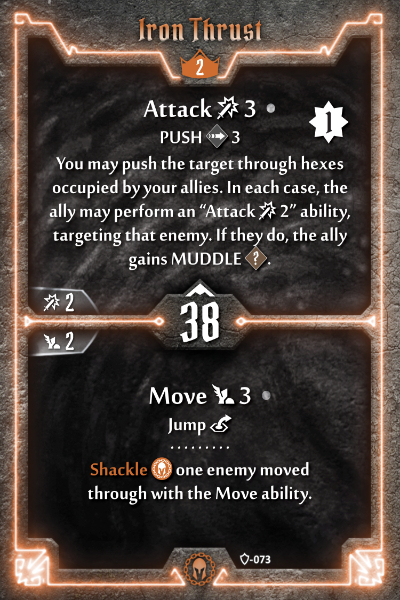 Iron Thrust
2
Attack 3
1
PUSH 3
You may push the target through hexes
occupied by your allies. In each case, the
ally may perform an “Attack 2” ability,
targeting that enemy. If they do, the ally
gains MUDDLE ?.
2
38
2
Move 3
Jump
Shackle one enemy moved
through with the Move ability.
-073